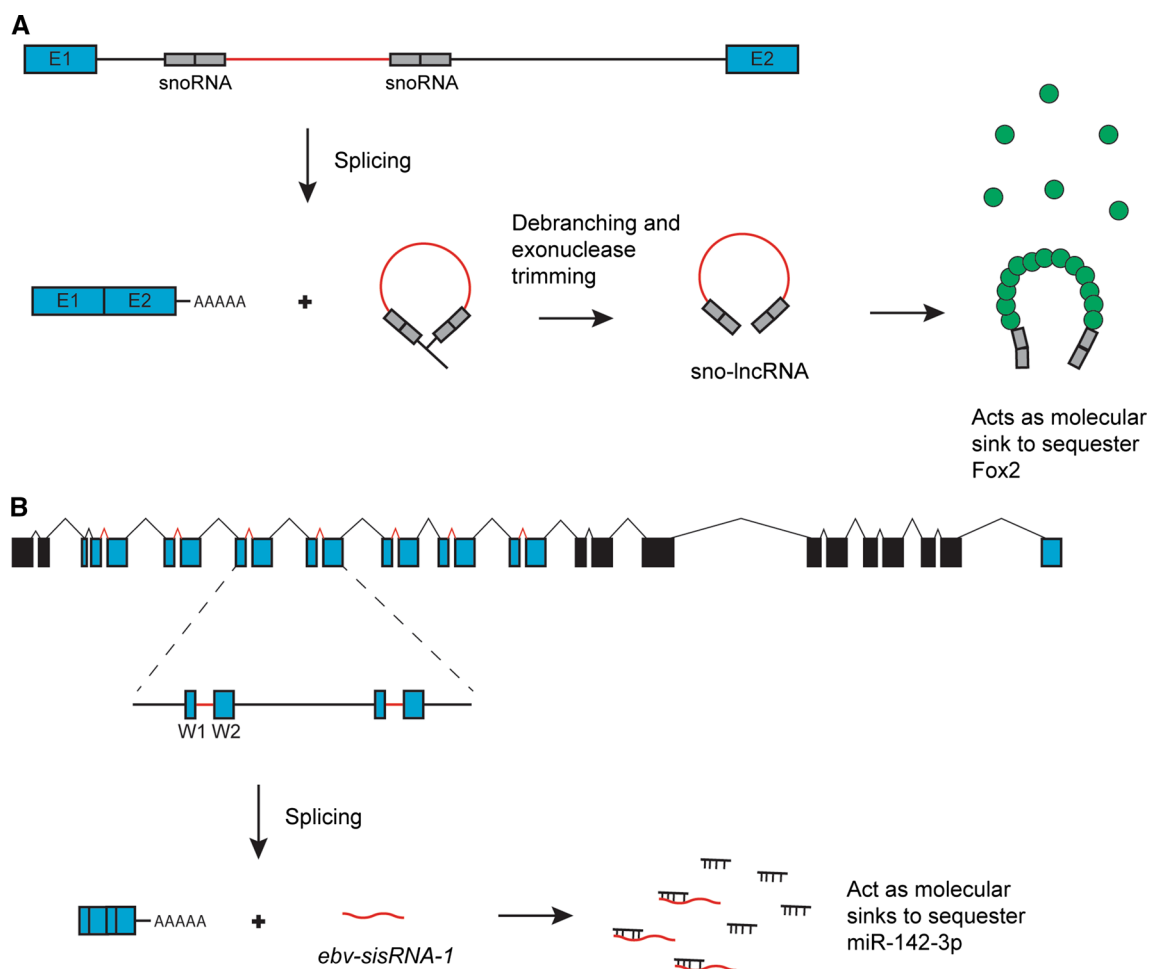 A
E1
E2
snoRNA
snoRNA
Splicing
Debranching and
exonuclease
trimming
E1
E2
AAAAA
+
sno-lncRNA
Acts as molecular
sink to sequester
Fox2
B
W1 W2
Splicing
AAAAA
+
ebv-sisRNA-1
Act as molecular
sinks to sequester
miR-142-3p